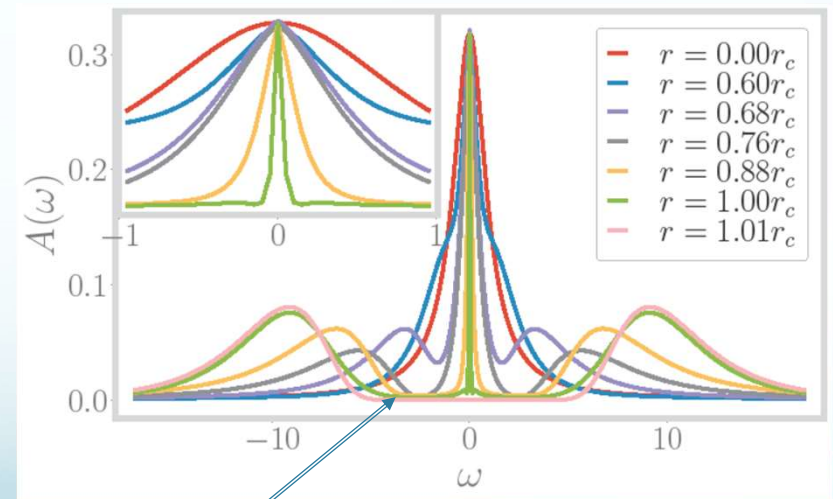 0.3
0.2
0.1
0.0
A(ω)
−1
0
1
r = 0.00r_c
r = 0.60r_c
r = 0.68r_c
r = 0.76r_c
r = 0.88r_c
r = 1.00r_c
r = 1.01r_c
−10
0
10
ω